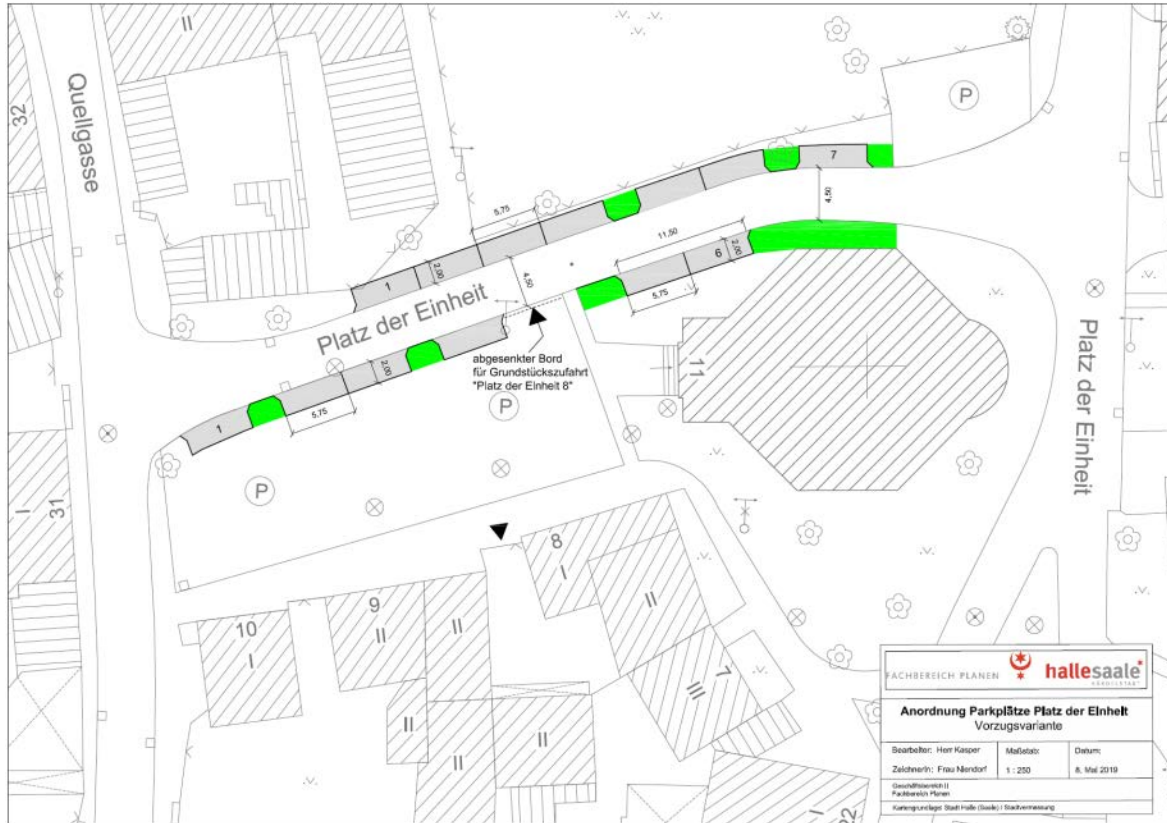 II
Quellgasse
32
P
7
5,75
4,50
11,50
1
2,00
6
2,00
4,50
5,75
Platz der Einheit
abgesenkter Bord
für Grundstückszufahrt
"Platz der Einheit 8"
11
Platz der Einheit
2,00
1
5,75
P
P
I
31
8
I
9
II
II
II
10
I
7
III
II
II
II
I
22
FACHBEREICH PLANEN
hallesaale*
HÄNDELSTADT
Anordnung Parkplätze Platz der Einheit
Vorzugsvariante
Bearbeiter: Herr Kasper
Maßstab:
Datum:
Zeichnerin: Frau Niendorf
1 : 250
8. Mai 2019
Geschäftsbereich II
Fachbereich Planen
Kartengrundlage: Stadt Halle (Saale) / Stadtvermessung